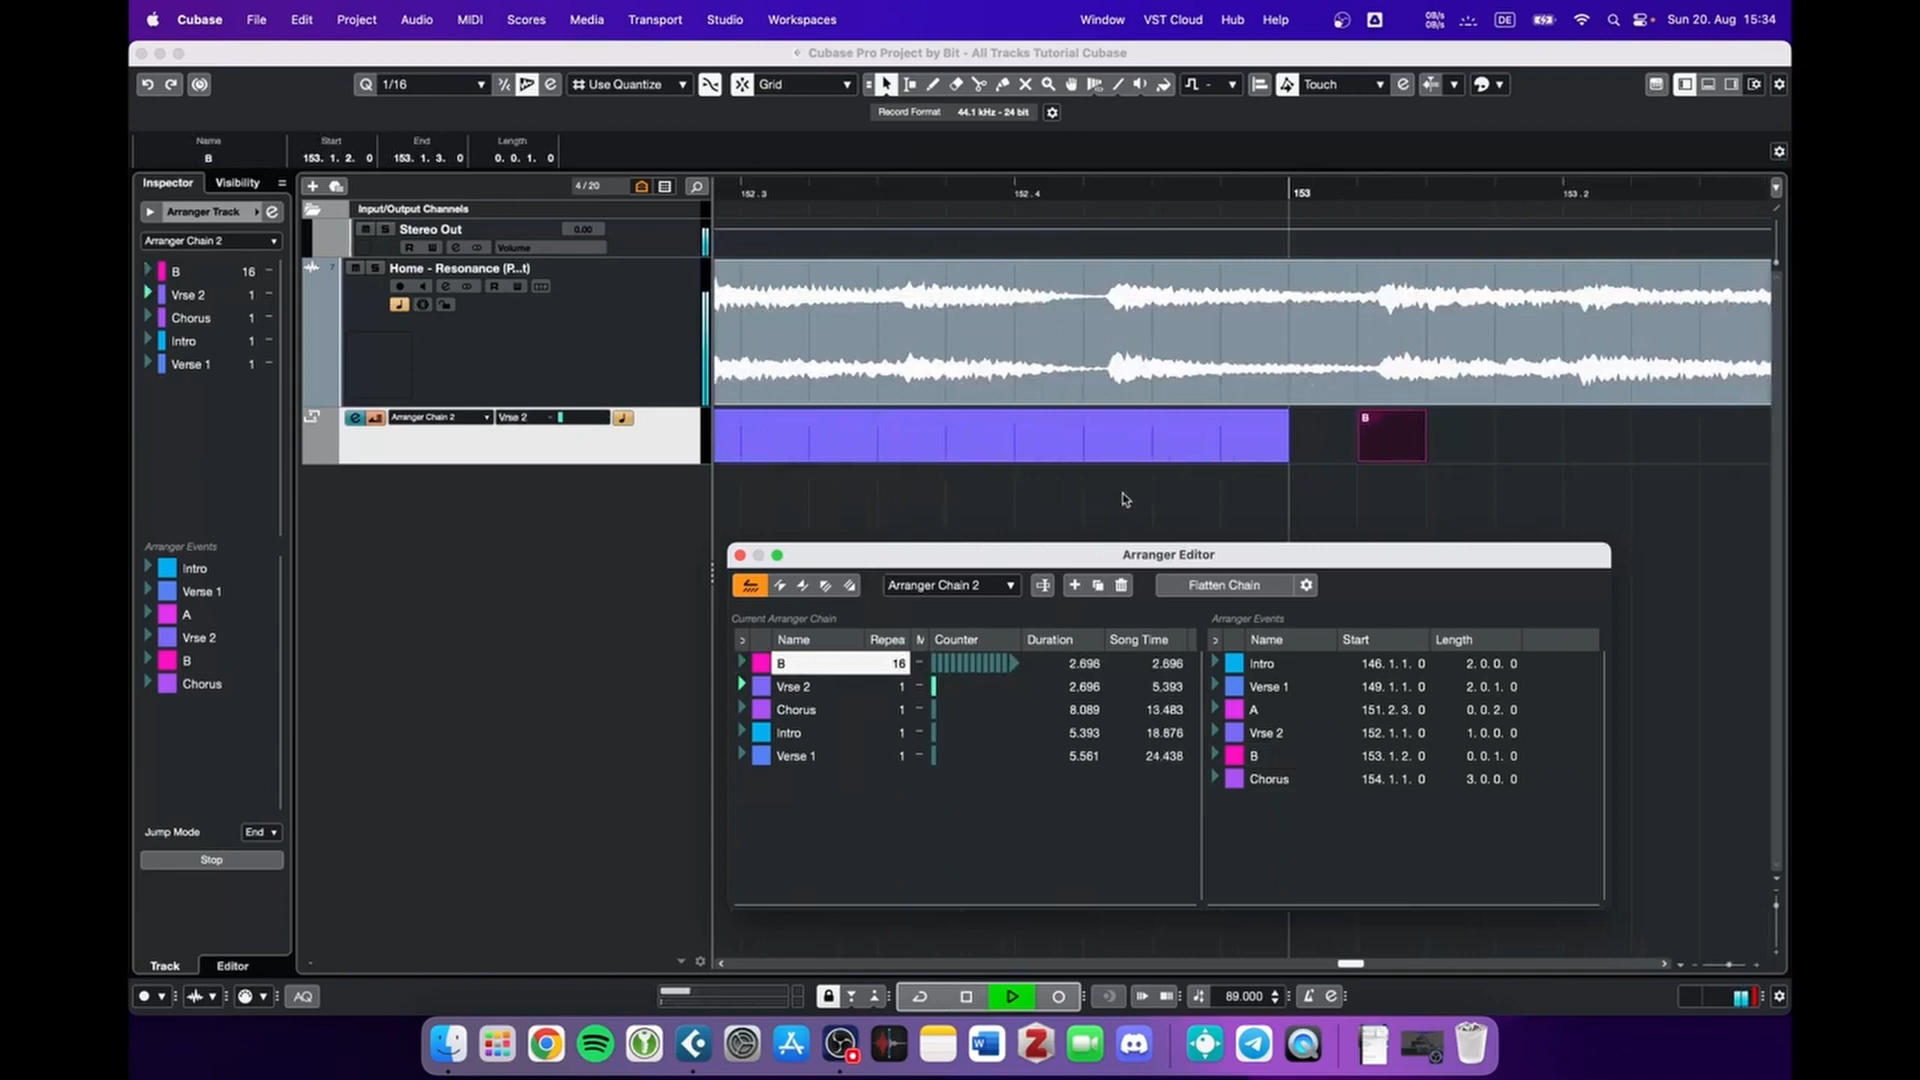 Cubase File Edit Project Audio MIDI Scores Media Transport Studio Workspaces Window VST Cloud Hub Help 0B/s 0B/s DE Sun 20. Aug 15:34
Cubase Pro Project by Bit - All Tracks Tutorial Cubase
Q 1/16 Use Quantize Grid Touch
Record Format 44.1 kHz - 24 bit
Name Start End Length
B 153. 1. 2. 0 153. 1. 3. 0 0. 0. 1. 0
Inspector Visibility 4 / 20
152.3 152.4 153 153.2
Arranger Track
Arranger Chain 2
B 16
Vrse 2 1
Chorus 1
Intro 1
Verse 1 1
Input/Output Channels
m S Stereo Out 0.00
R W e Volume
7 m S Home - Resonance (P...t)
e R W
e Arranger Chain 2 Vrse 2
B
Arranger Events
Intro
Verse 1
A
Vrse 2
B
Chorus
Jump Mode End
Stop
Track Editor
Arranger Editor
Arranger Chain 2 Flatten Chain
Current Arranger Chain
Name Repea M Counter Duration Song Time
B 16 2.696 2.696
Vrse 2 1 2.696 5.393
Chorus 1 8.089 13.483
Intro 1 5.393 18.876
Verse 1 1 5.561 24.438
Arranger Events
Name Start Length
Intro 146. 1. 1. 0 2. 0. 0. 0
Verse 1 149. 1. 1. 0 2. 0. 1. 0
A 151. 2. 3. 0 0. 0. 2. 0
Vrse 2 152. 1. 1. 0 1. 0. 0. 0
B 153. 1. 2. 0 0. 0. 1. 0
Chorus 154. 1. 1. 0 3. 0. 0. 0
AQ 89.000
W Z